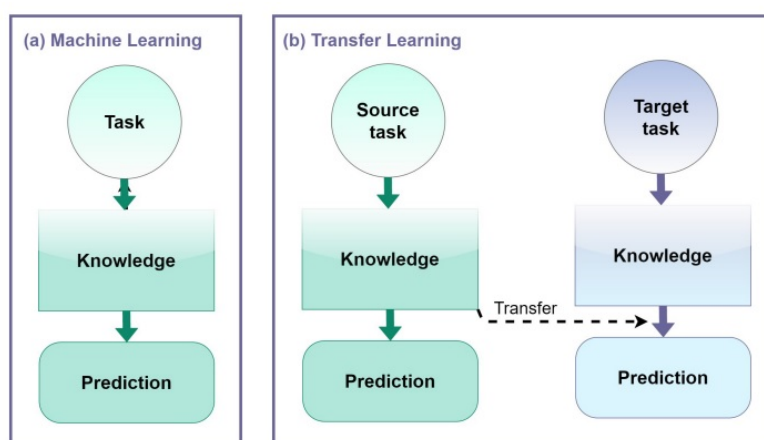 (a) Machine Learning
Task
Knowledge
Prediction
(b) Transfer Learning
Source
task
Knowledge
Prediction
Transfer
Target
task
Knowledge
Prediction